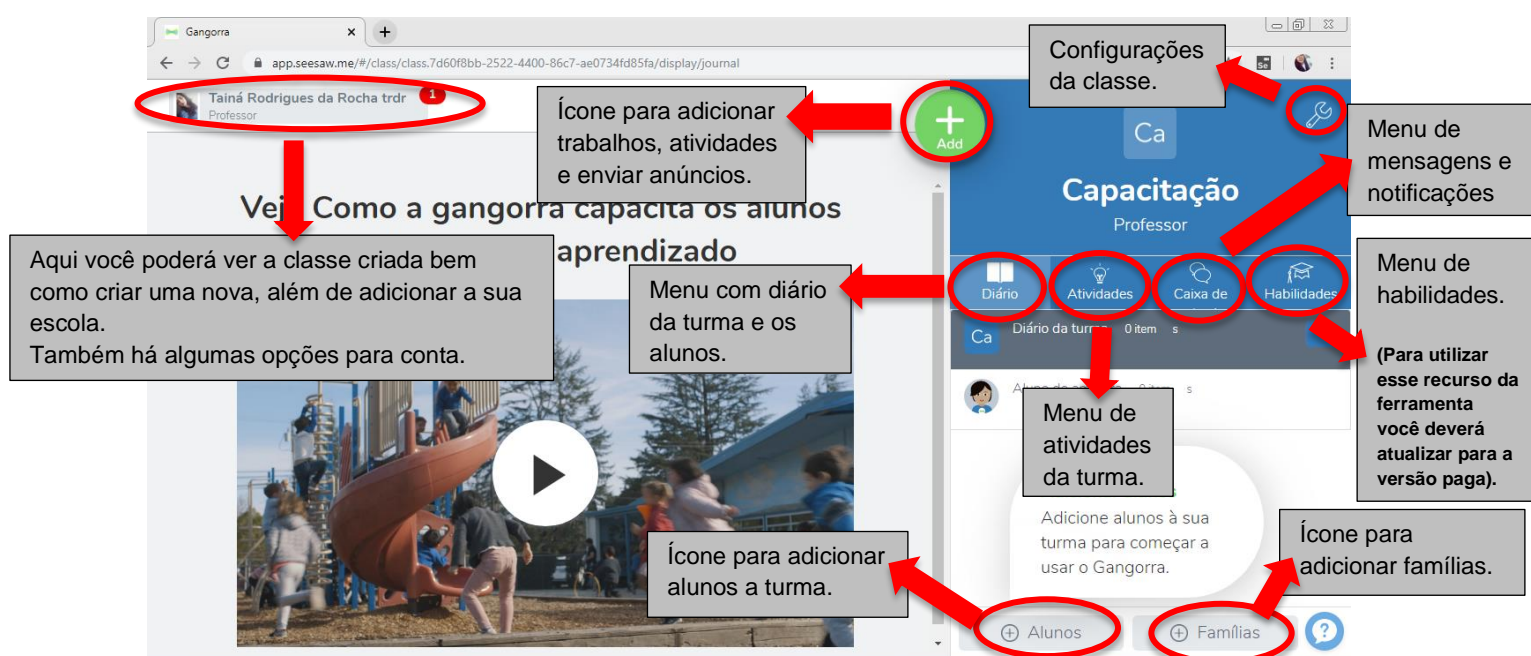 Gangorra
app.seesaw.me/#/class/class.7d60f8bb-2522-4400-86c7-ae0734fd85fa/display/journal
Tainá Rodrigues da Rocha trdr
1
Professor
Ícone para adicionar
trabalhos, atividades
e enviar anúncios.
Add
Configurações
da classe.
Ca
Capacitação
Professor
Menu de
mensagens e
notificações
Como a gangorra capacita os alunos
aprendizado
Aqui você poderá ver a classe criada bem
como criar uma nova, além de adicionar a sua
escola.
Também há algumas opções para conta.
Menu com diário
da turma e os
alunos.
Diário
Atividades
Caixa de
Habilidades
Menu de
habilidades.
(Para utilizar
esse recurso da
ferramenta
você deverá
atualizar para a
versão paga).
Ca
Diário da turma 0 item s
0 item s
Menu de
atividades
da turma.
Adicione alunos à sua
turma para começar a
usar o Gangorra.
Ícone para adicionar
alunos a turma.
Ícone para
adicionar famílias.
Alunos
Famílias
?